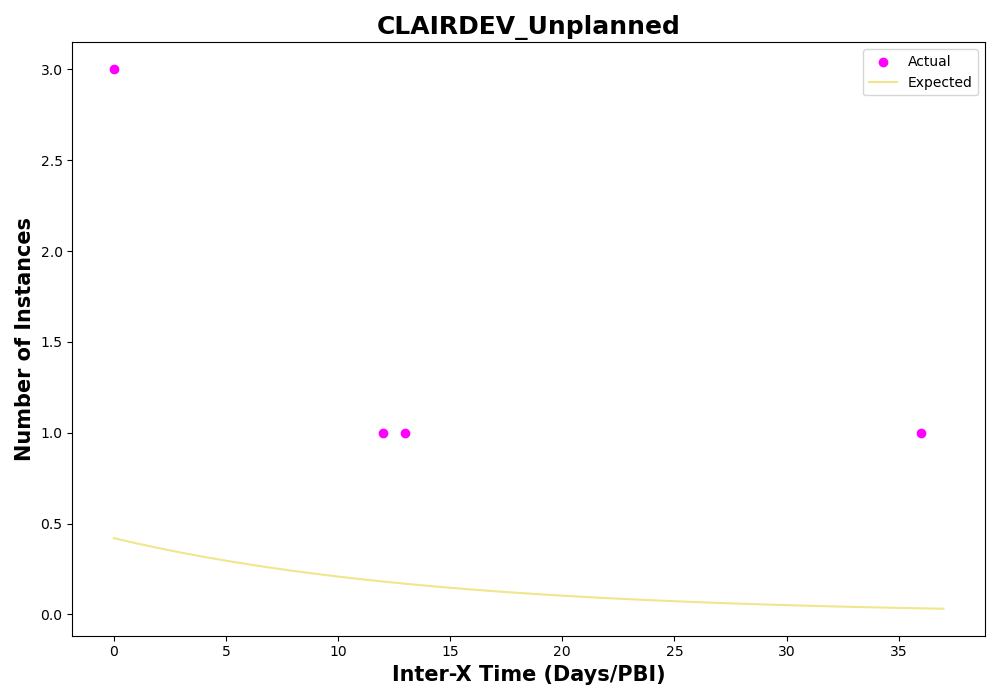 CLAIRDEV_Unplanned
Actual
Expected
3.0
2.5
2.0
1.5
1.0
0.5
0.0
Number of Instances
0 5 10 15 20 25 30 35
Inter-X Time (Days/PBI)